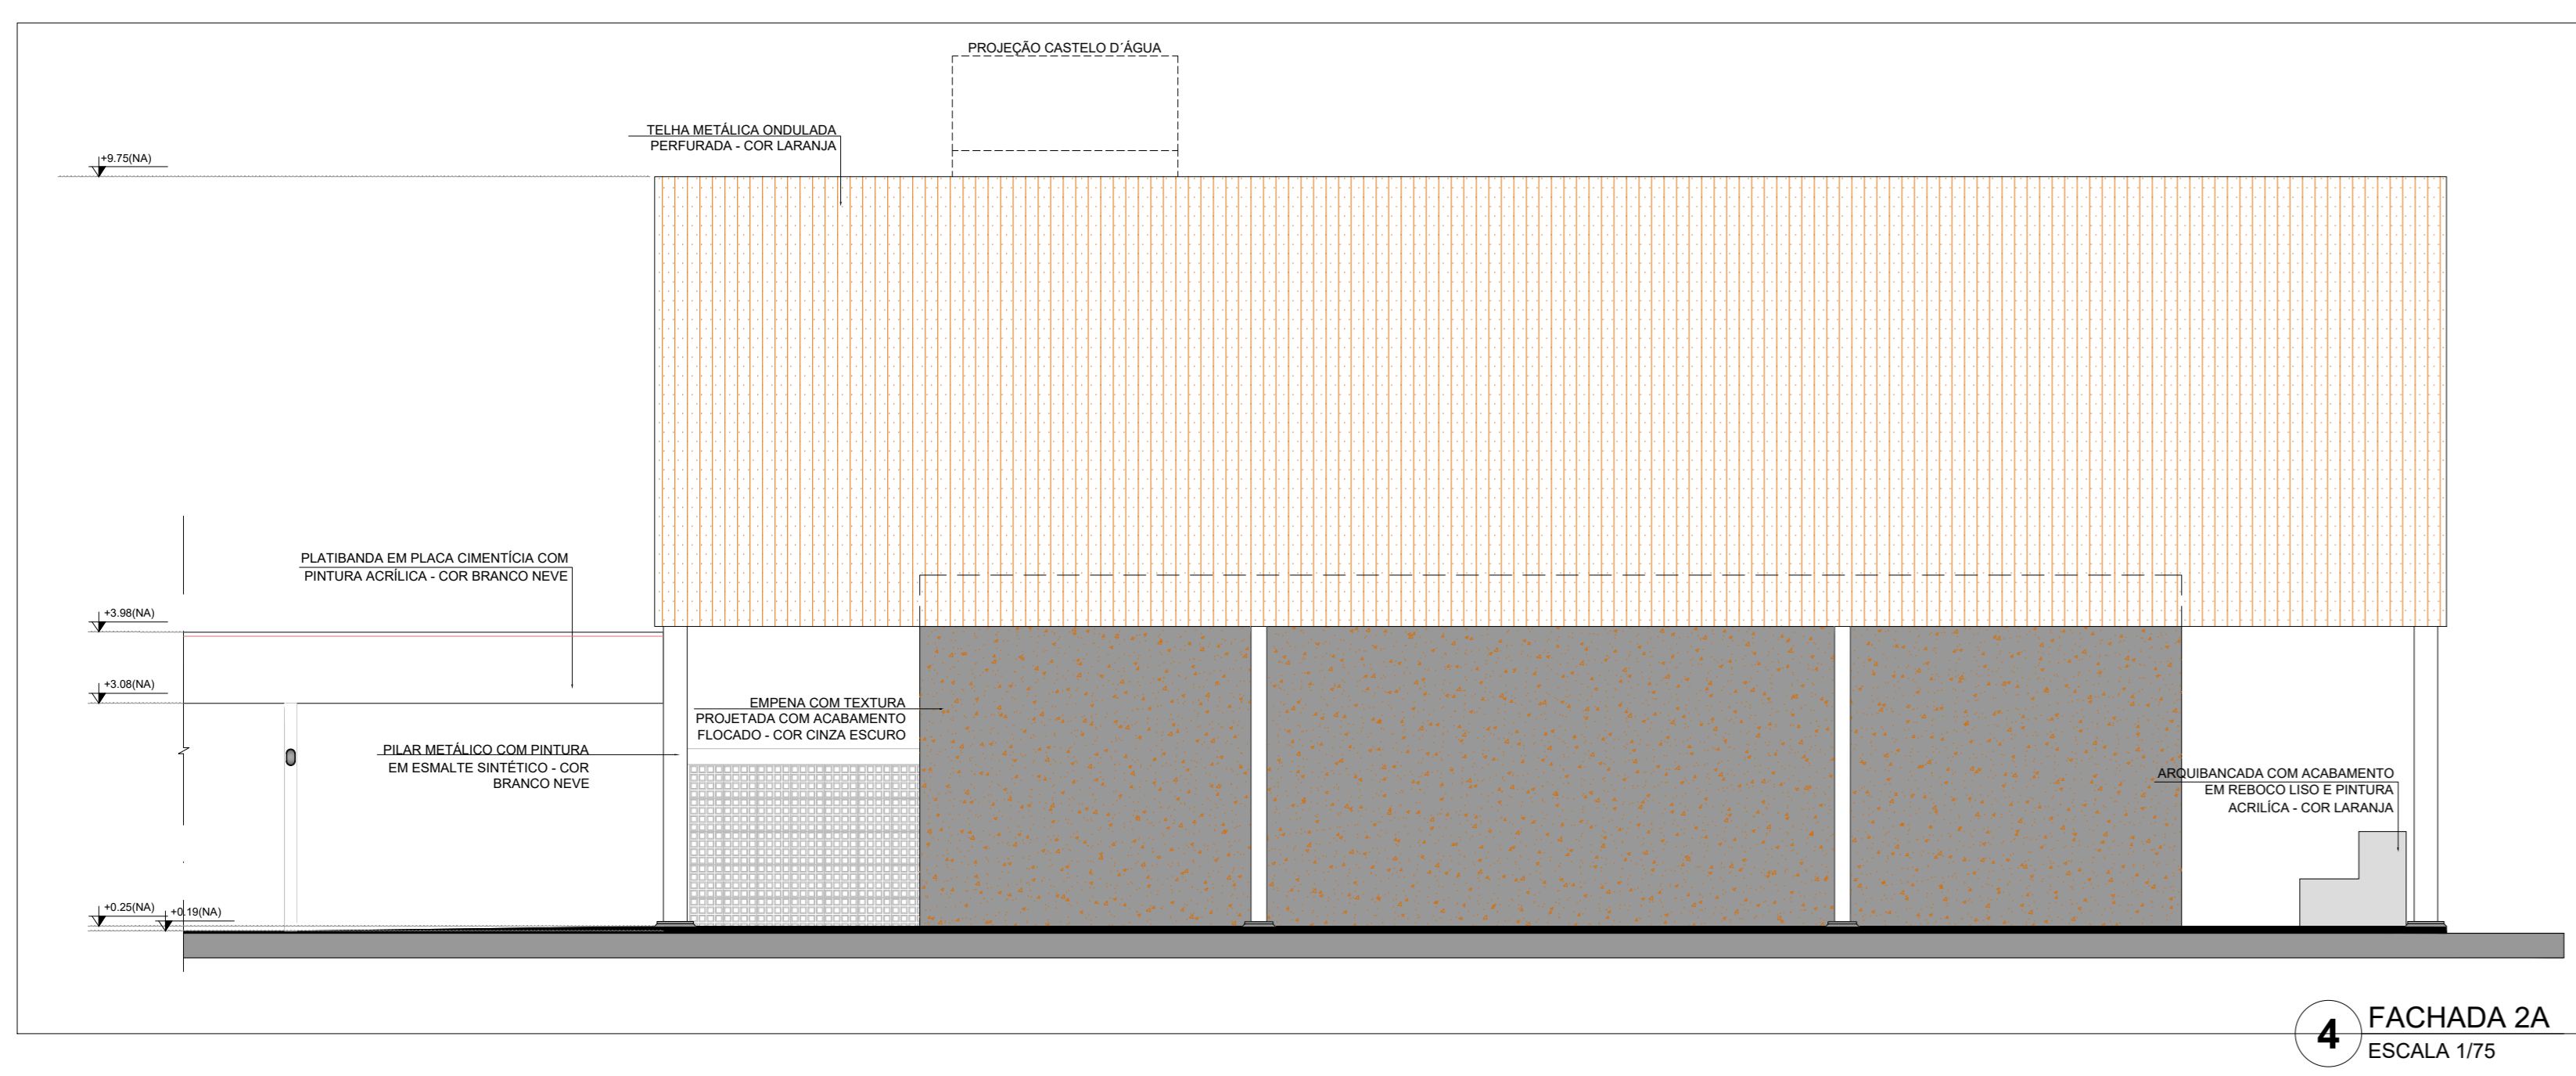 PROJEÇÃO CASTELO D´ÁGUA
TELHA METÁLICA ONDULADA
PERFURADA - COR LARANJA
+9.75(NA)
PLATIBANDA EM PLACA CIMENTÍCIA COM
PINTURA ACRÍLICA - COR BRANCO NEVE
+3.98(NA)
+3.08(NA)
EMPENA COM TEXTURA
PROJETADA COM ACABAMENTO
FLOCADO - COR CINZA ESCURO
PILAR METÁLICO COM PINTURA
EM ESMALTE SINTÉTICO - COR
BRANCO NEVE
ARQUIBANCADA COM ACABAMENTO
EM REBOCO LISO E PINTURA
ACRILÍCA - COR LARANJA
+0.25(NA)
+0.19(NA)
4
FACHADA 2A
ESCALA 1/75